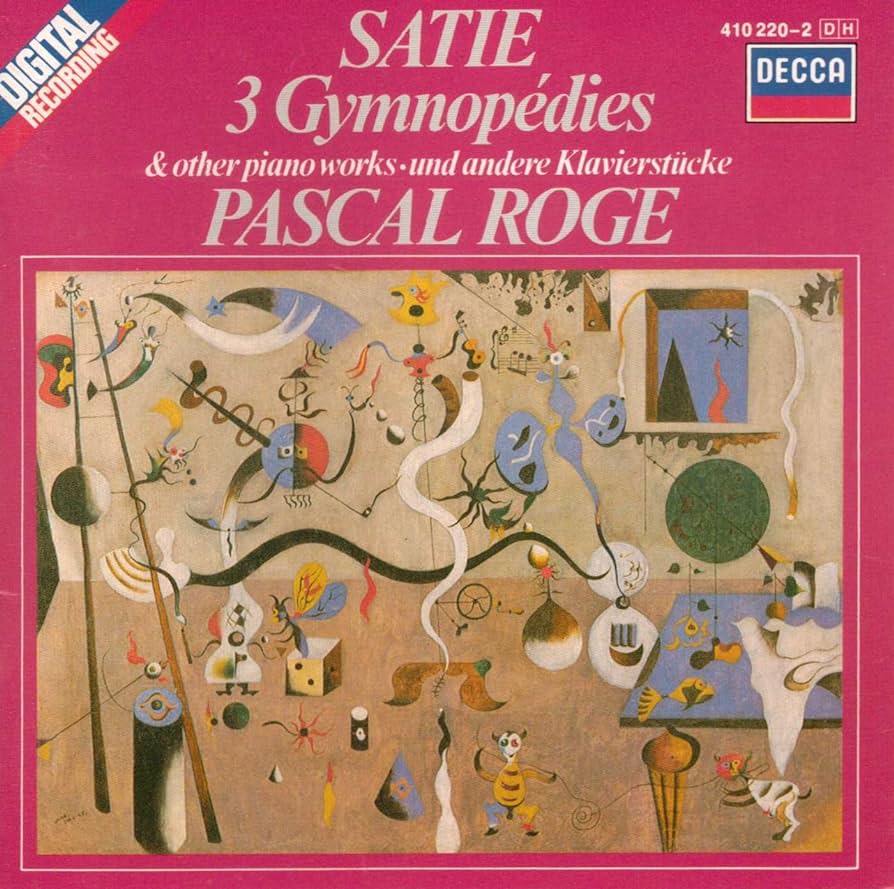 DIGITAL
RECORDING
SATIE
3 Gymnopédies
& other piano works · und andere Klavierstücke
PASCAL ROGE
410 220-2 DH
DECCA